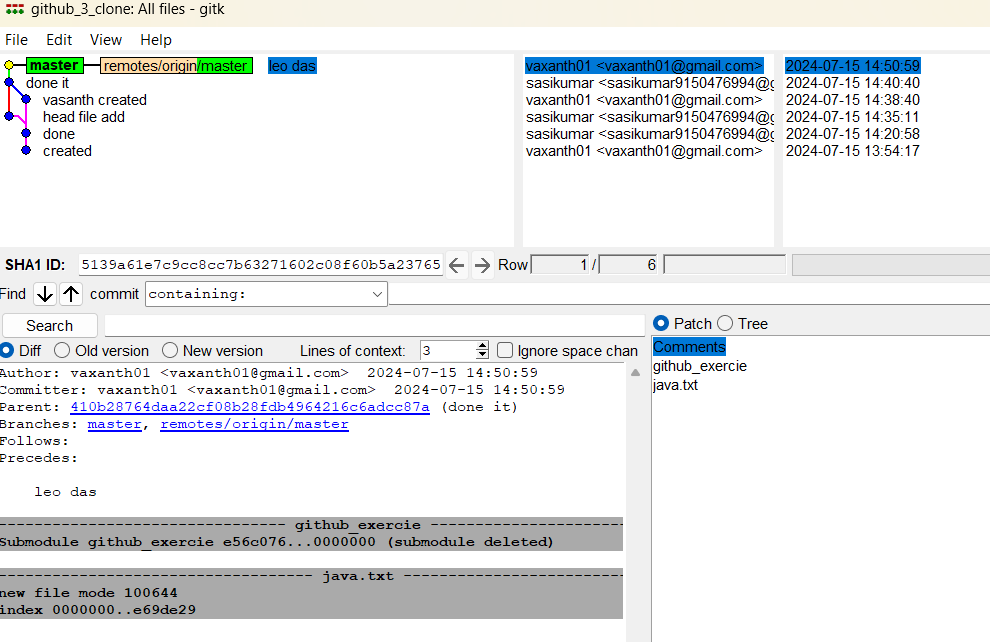 github_3_clone: All files - gitk
File Edit View Help
master remotes/origin/master leo das vaxanth01 <vaxanth01@gmail.com> 2024-07-15 14:50:59
done it sasikumar <sasikumar9150476994@g 2024-07-15 14:40:40
vasanth created vaxanth01 <vaxanth01@gmail.com> 2024-07-15 14:38:40
head file add sasikumar <sasikumar9150476994@g 2024-07-15 14:35:11
done sasikumar <sasikumar9150476994@g 2024-07-15 14:20:58
created vaxanth01 <vaxanth01@gmail.com> 2024-07-15 13:54:17
SHA1 ID: 5139a61e7c9cc8cc7b63271602c08f60b5a23765 Row 1 / 6
Find commit containing:
Search
Patch Tree
Diff Old version New version Lines of context: 3 Ignore space chan
Comments
github_exercie
java.txt
Author: vaxanth01 <vaxanth01@gmail.com> 2024-07-15 14:50:59
Committer: vaxanth01 <vaxanth01@gmail.com> 2024-07-15 14:50:59
Parent: 410b28764daa22cf08b28fdb4964216c6adcc87a (done it)
Branches: master, remotes/origin/master
Follows:
Precedes:
leo das
-------------------------------- github_exercie ----------------------
Submodule github_exercie e56c076...0000000 (submodule deleted)
----------------------------------- java.txt -------------------------
new file mode 100644
index 0000000..e69de29